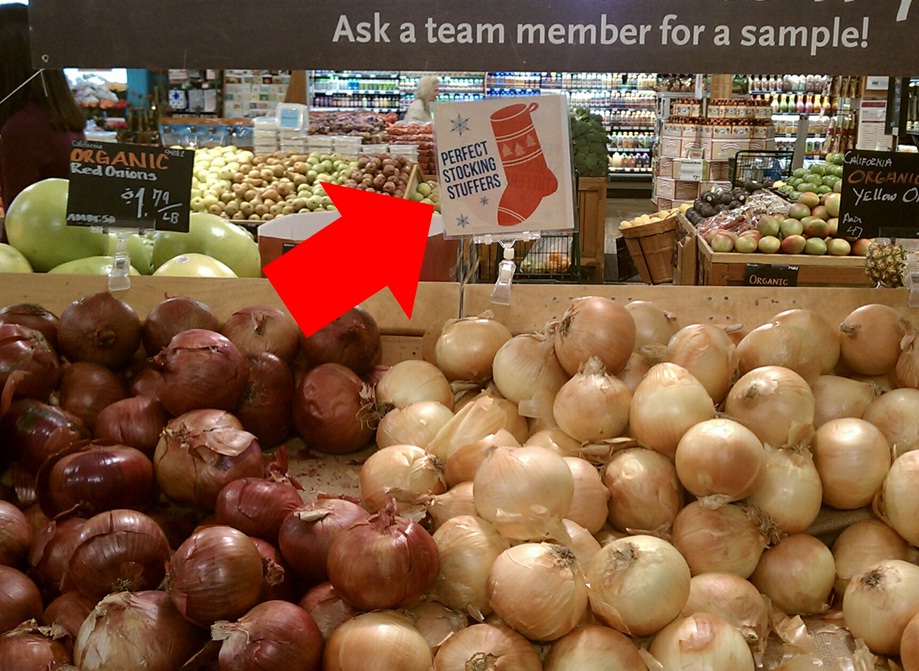 Ask a team member for a sample!
California
ORGANIC
Red Onions
$1.79/LB
PERFECT
STOCKING
STUFFERS
CALIFORNIA
ORGANIC
Yellow O
ORGANIC